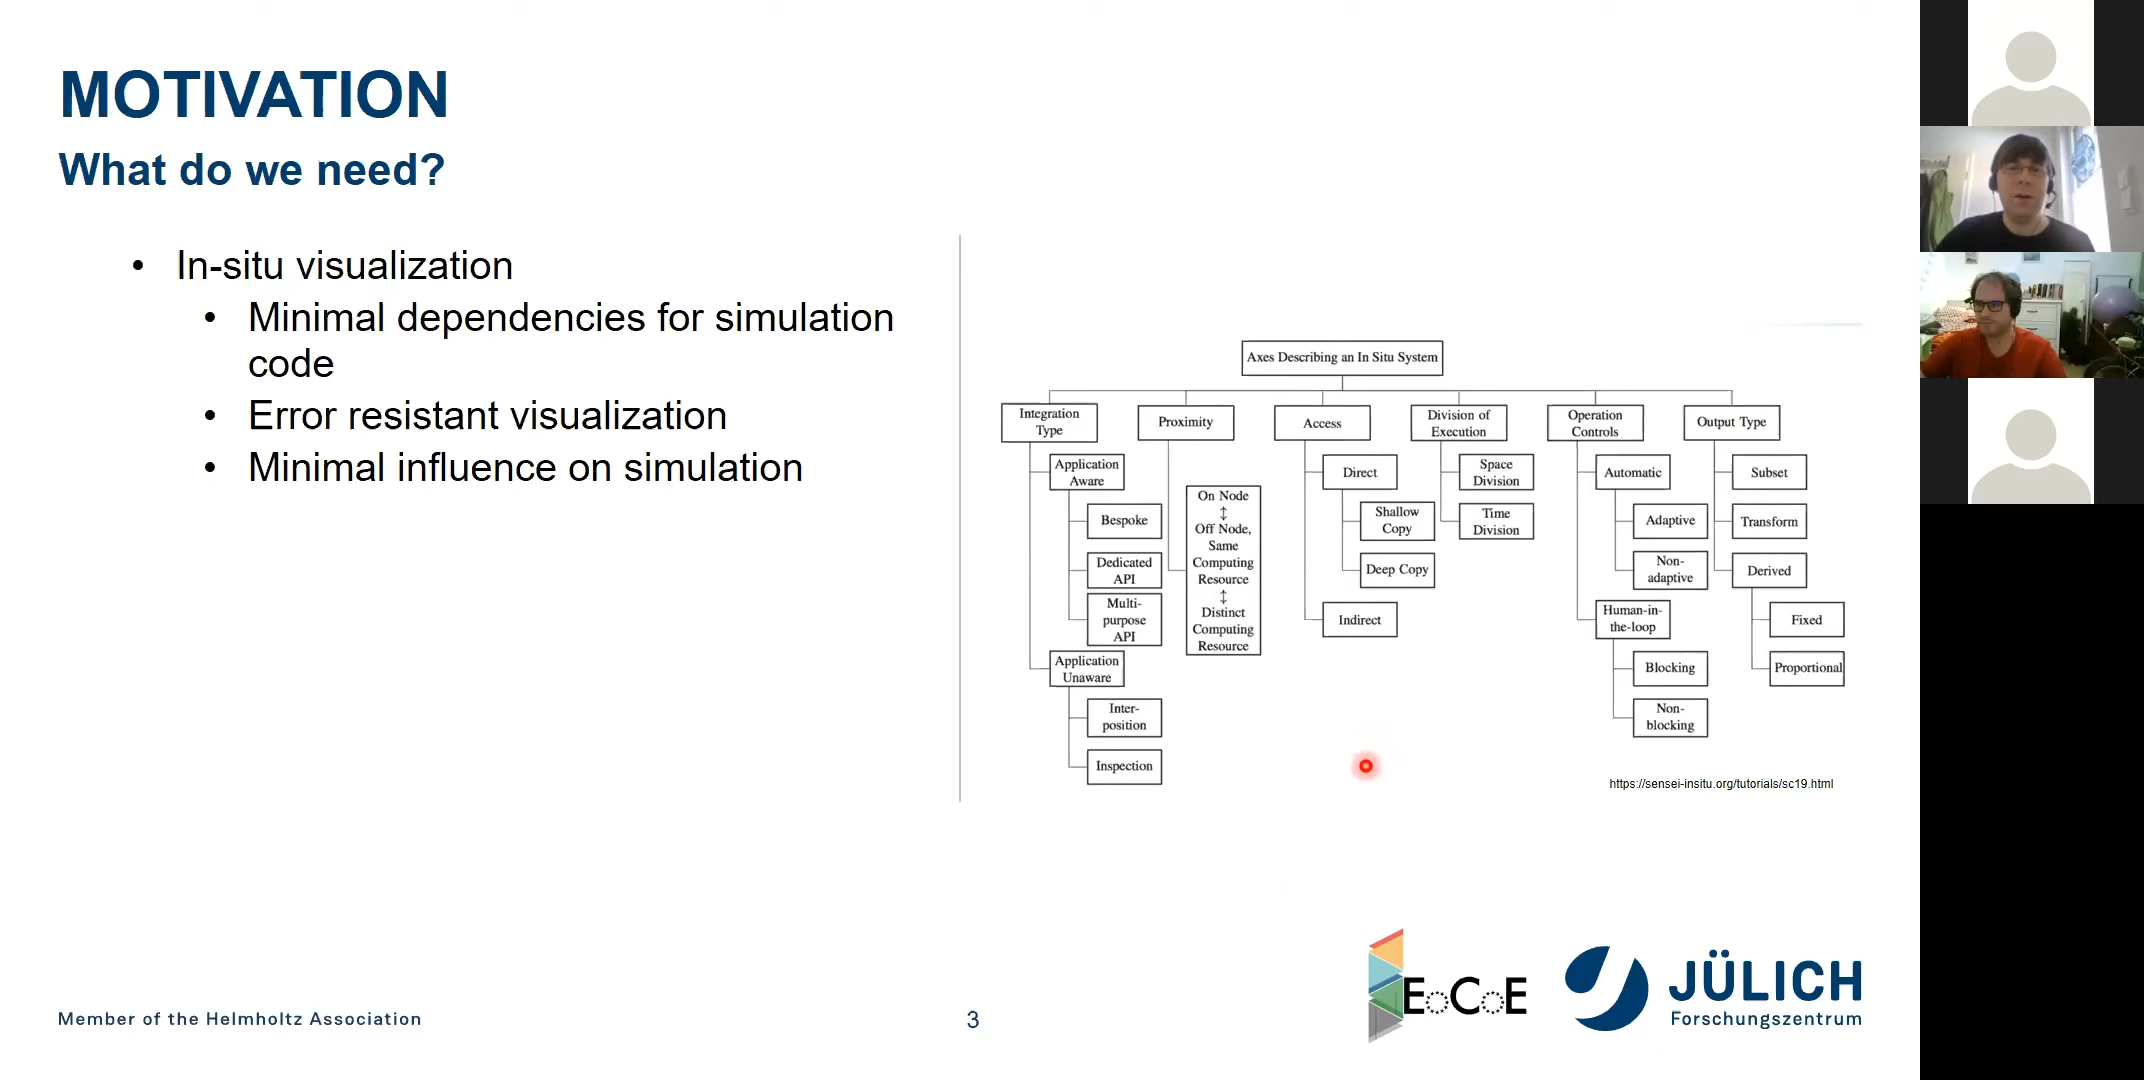 MOTIVATION
What do we need?
• In-situ visualization
• Minimal dependencies for simulation
code
• Error resistant visualization
• Minimal influence on simulation
Axes Describing an In Situ System
Integration
Type
Application
Aware
Bespoke
Dedicated
API
Multi-
purpose
API
Application
Unaware
Inter-
position
Inspection
Proximity
On Node
↕
Off Node,
Same
Computing
Resource
↕
Distinct
Computing
Resource
Access
Direct
Shallow
Copy
Deep Copy
Indirect
Division of
Execution
Space
Division
Time
Division
Operation
Controls
Automatic
Adaptive
Non-
adaptive
Human-in-
the-loop
Blocking
Non-
blocking
Output Type
Subset
Transform
Derived
Fixed
Proportional
https://sensei-insitu.org/tutorials/sc19.html
Member of the Helmholtz Association
3
EoCoE
JÜLICH
Forschungszentrum